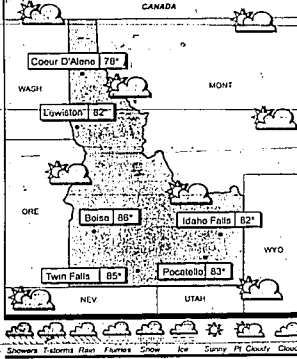 CANADA
Coeur D'Alene 78°
WASH
MONT
Lewiston 82°
ORE
Boise 86°
Idaho Falls 82°
WYO
Twin Falls 85°
Pocatello 83°
NEV
UTAH
Showers T-storms Rain Flurries Snow Ice Sunny Pt. Cloudy Cloud